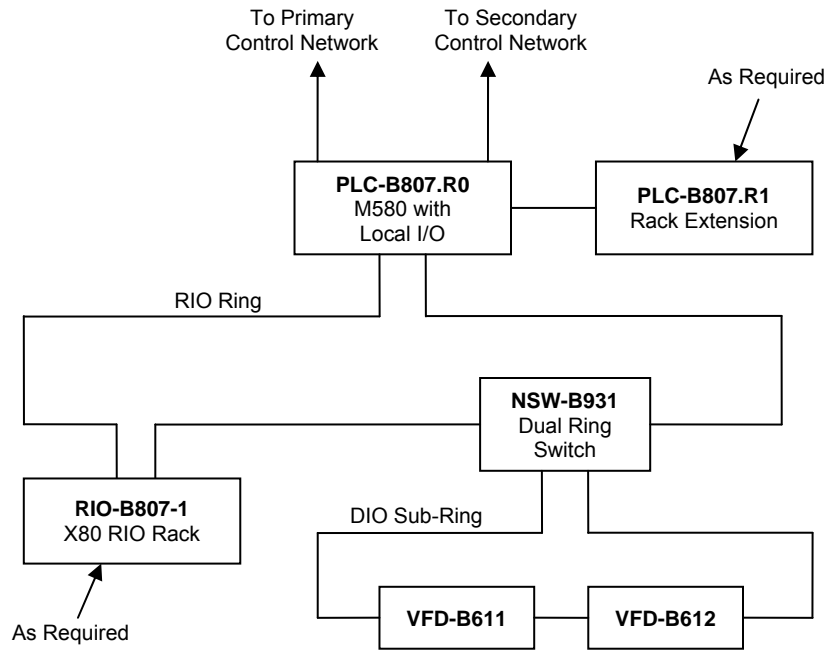 To Primary
Control Network
To Secondary
Control Network
As Required
PLC-B807.R0
M580 with
Local I/O
PLC-B807.R1
Rack Extension
RIO Ring
NSW-B931
Dual Ring
Switch
RIO-B807-1
X80 RIO Rack
DIO Sub-Ring
VFD-B611
VFD-B612
As Required